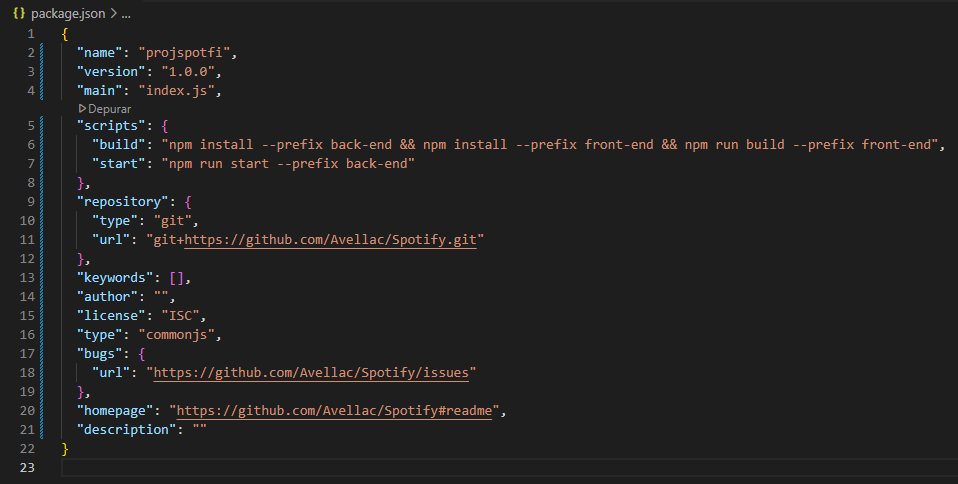 {} package.json > ...
1 {
2 "name": "projspotfi",
3 "version": "1.0.0",
4 "main": "index.js",
Depurar
5 "scripts": {
6 "build": "npm install --prefix back-end && npm install --prefix front-end && npm run build --prefix front-end",
7 "start": "npm run start --prefix back-end"
8 },
9 "repository": {
10 "type": "git",
11 "url": "git+https://github.com/Avellac/Spotify.git"
12 },
13 "keywords": [],
14 "author": "",
15 "license": "ISC",
16 "type": "commonjs",
17 "bugs": {
18 "url": "https://github.com/Avellac/Spotify/issues"
19 },
20 "homepage": "https://github.com/Avellac/Spotify#readme",
21 "description": ""
22 }
23